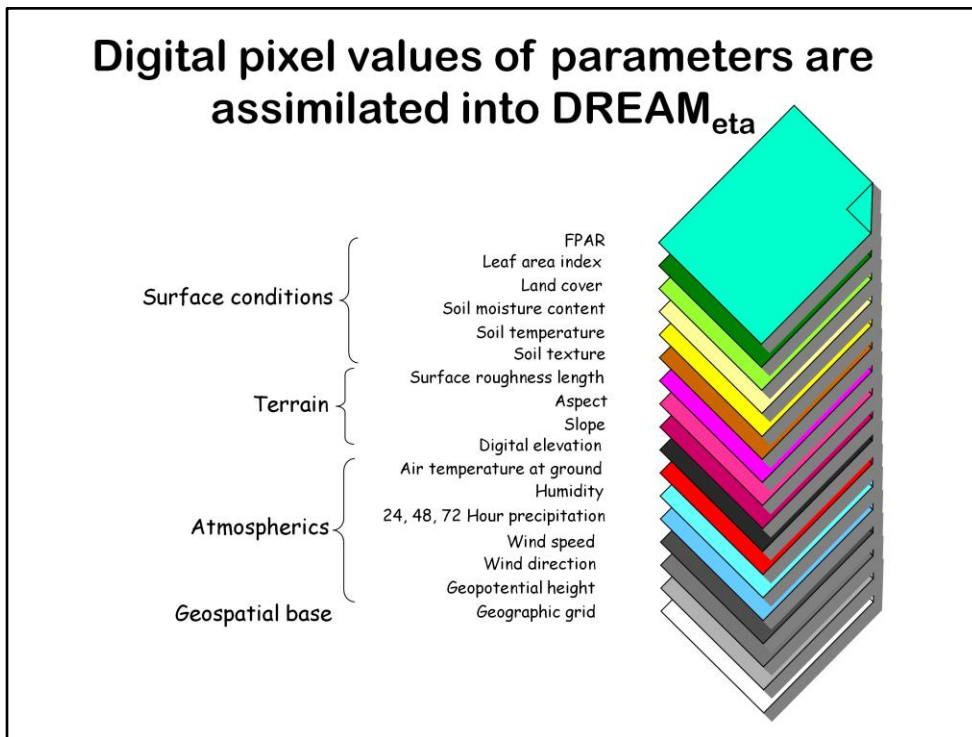 Digital pixel values of parameters are
assimilated into DREAMeta
Surface conditions
FPAR
Leaf area index
Land cover
Soil moisture content
Soil temperature
Soil texture
Terrain
Surface roughness length
Aspect
Slope
Digital elevation
Atmospherics
Air temperature at ground
Humidity
24, 48, 72 Hour precipitation
Wind speed
Wind direction
Geopotential height
Geospatial base
Geographic grid